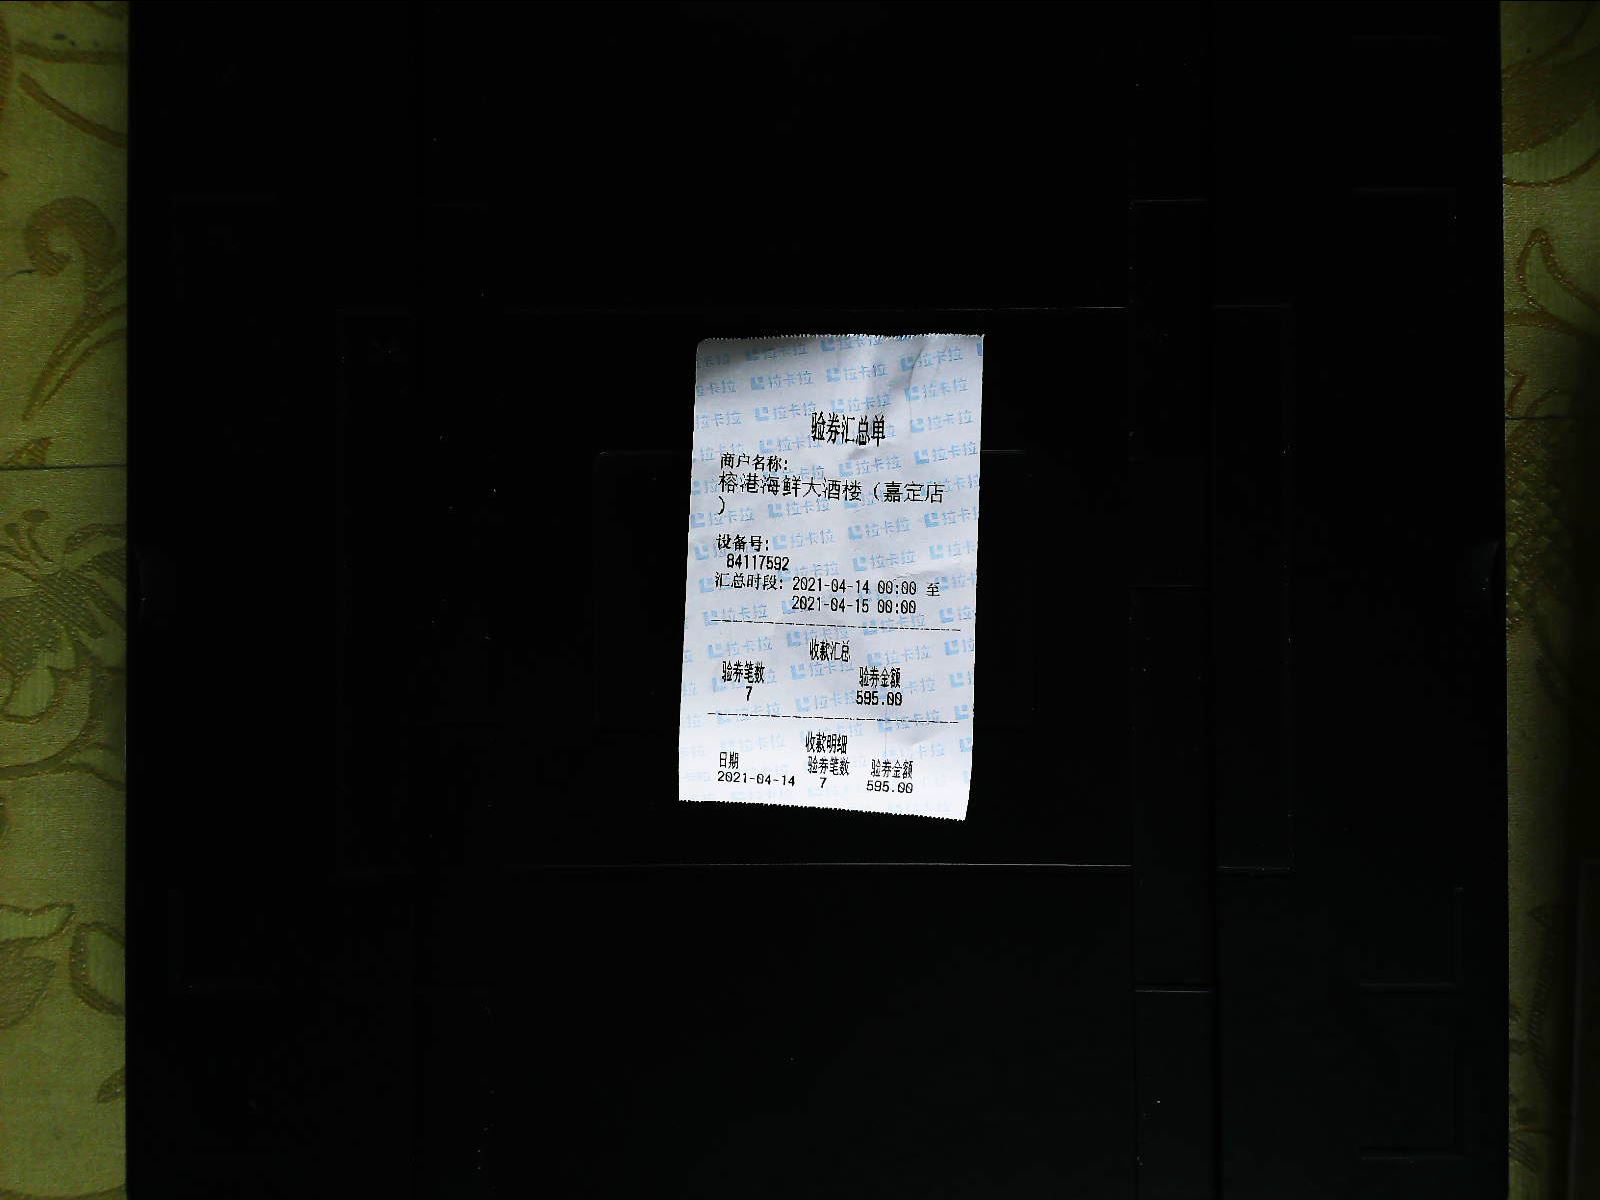 验券汇总单
商户名称:
榕港海鲜大酒楼（嘉定店
）
设备号:
84117592
汇总时段: 2021-04-14 00:00 至
2021-04-15 00:00
收款汇总
验券笔数 验券金额
7 595.00
收款明细
日期 验券笔数 验券金额
2021-04-14 7 595.00
拉卡拉